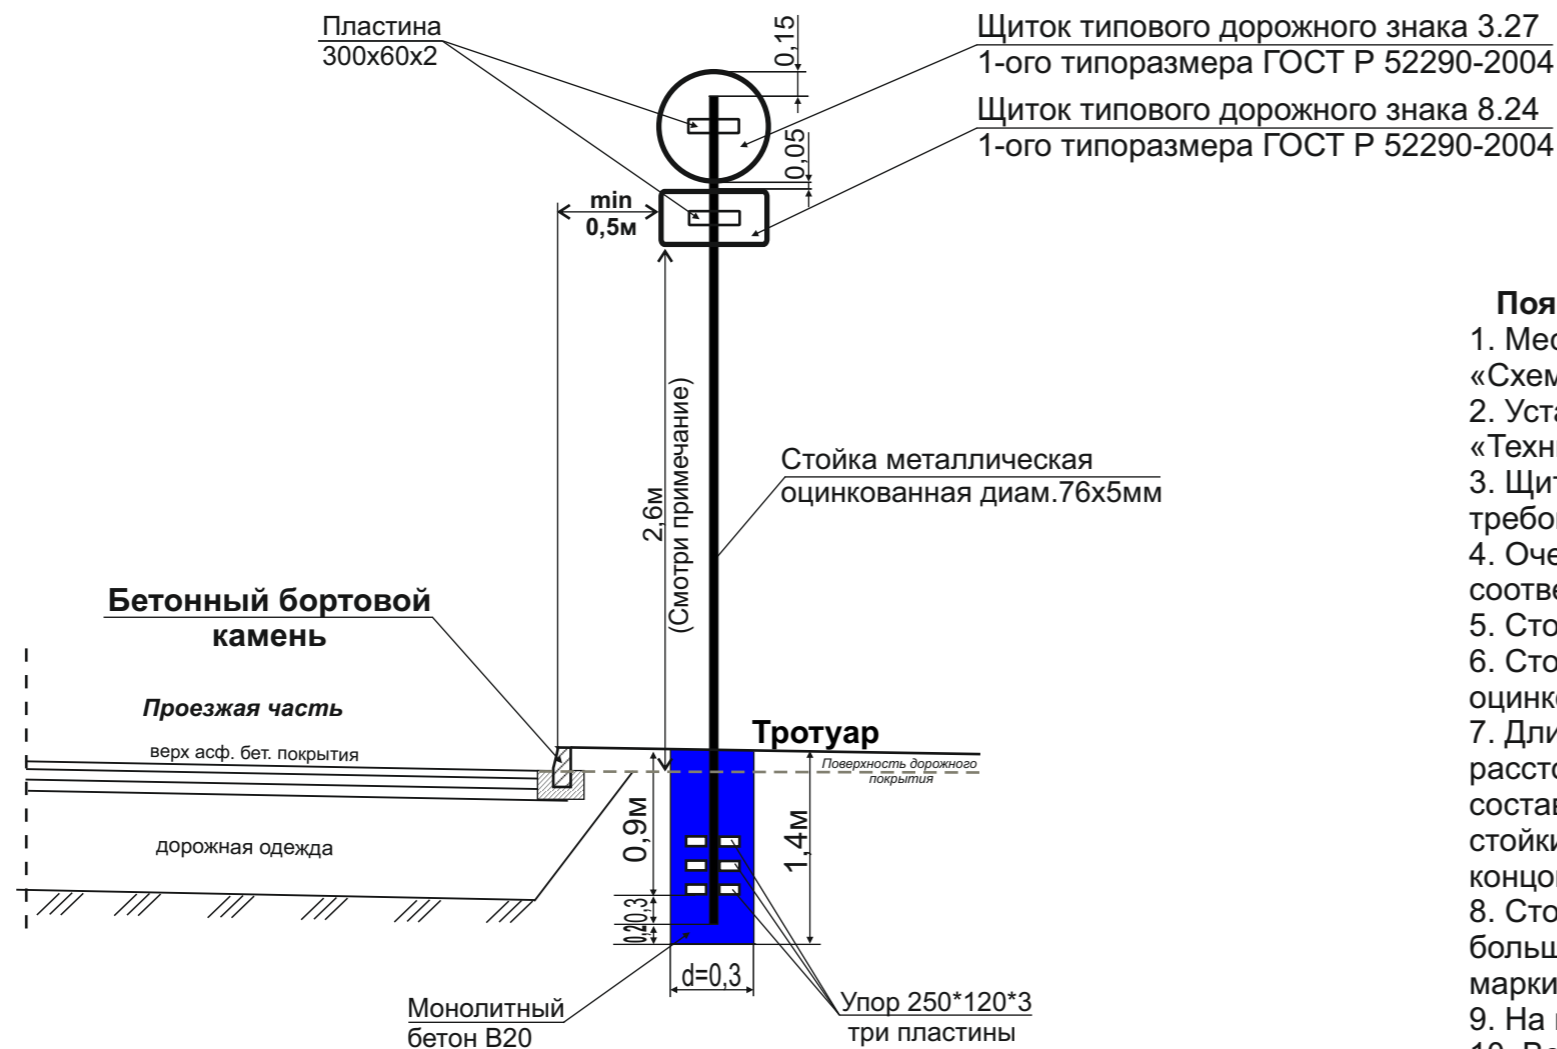 Пластина
300х60х2
0,15
Щиток типового дорожного знака 3.27
1-ого типоразмера ГОСТ Р 52290-2004
Щиток типового дорожного знака 8.24
1-ого типоразмера ГОСТ Р 52290-2004
0,05
min
0,5м
2,6м
(Смотри примечание)
Стойка металлическая
оцинкованная диам.76х5мм
Бетонный бортовой
камень
Проезжая часть
верх асф. бет. покрытия
дорожная одежда
Тротуар
Поверхность дорожного
покрытия
0,9м
1,4м
0,3
0,2
d=0,3
Монолитный
бетон В20
Упор 250*120*3
три пластины
Поя
1. Мес
«Схем
2. Уста
«Техн
3. Щит
требо
4. Оче
соотве
5. Сто
6. Сто
оцинко
7. Дли
рассто
состав
стойки
концо
8. Сто
больш
марки
9. На